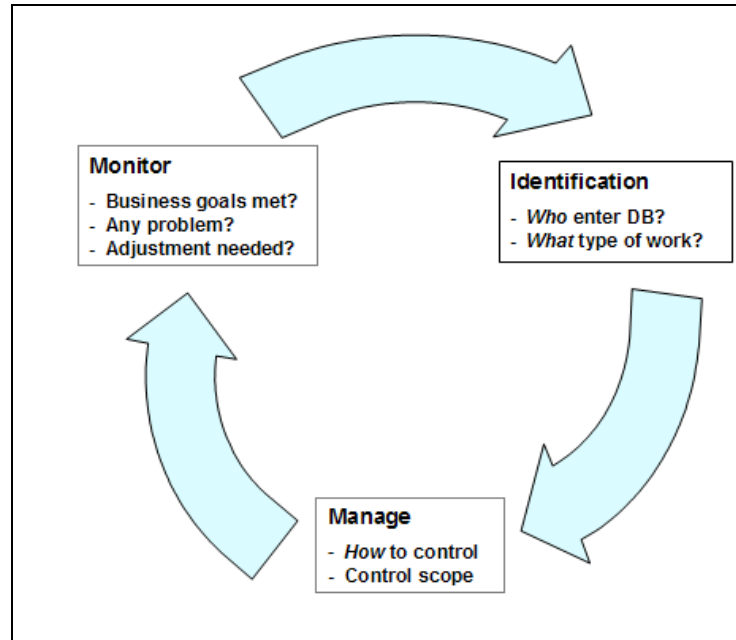 Monitor
- Business goals met?
- Any problem?
- Adjustment needed?
Identification
- Who enter DB?
- What type of work?
Manage
- How to control
- Control scope